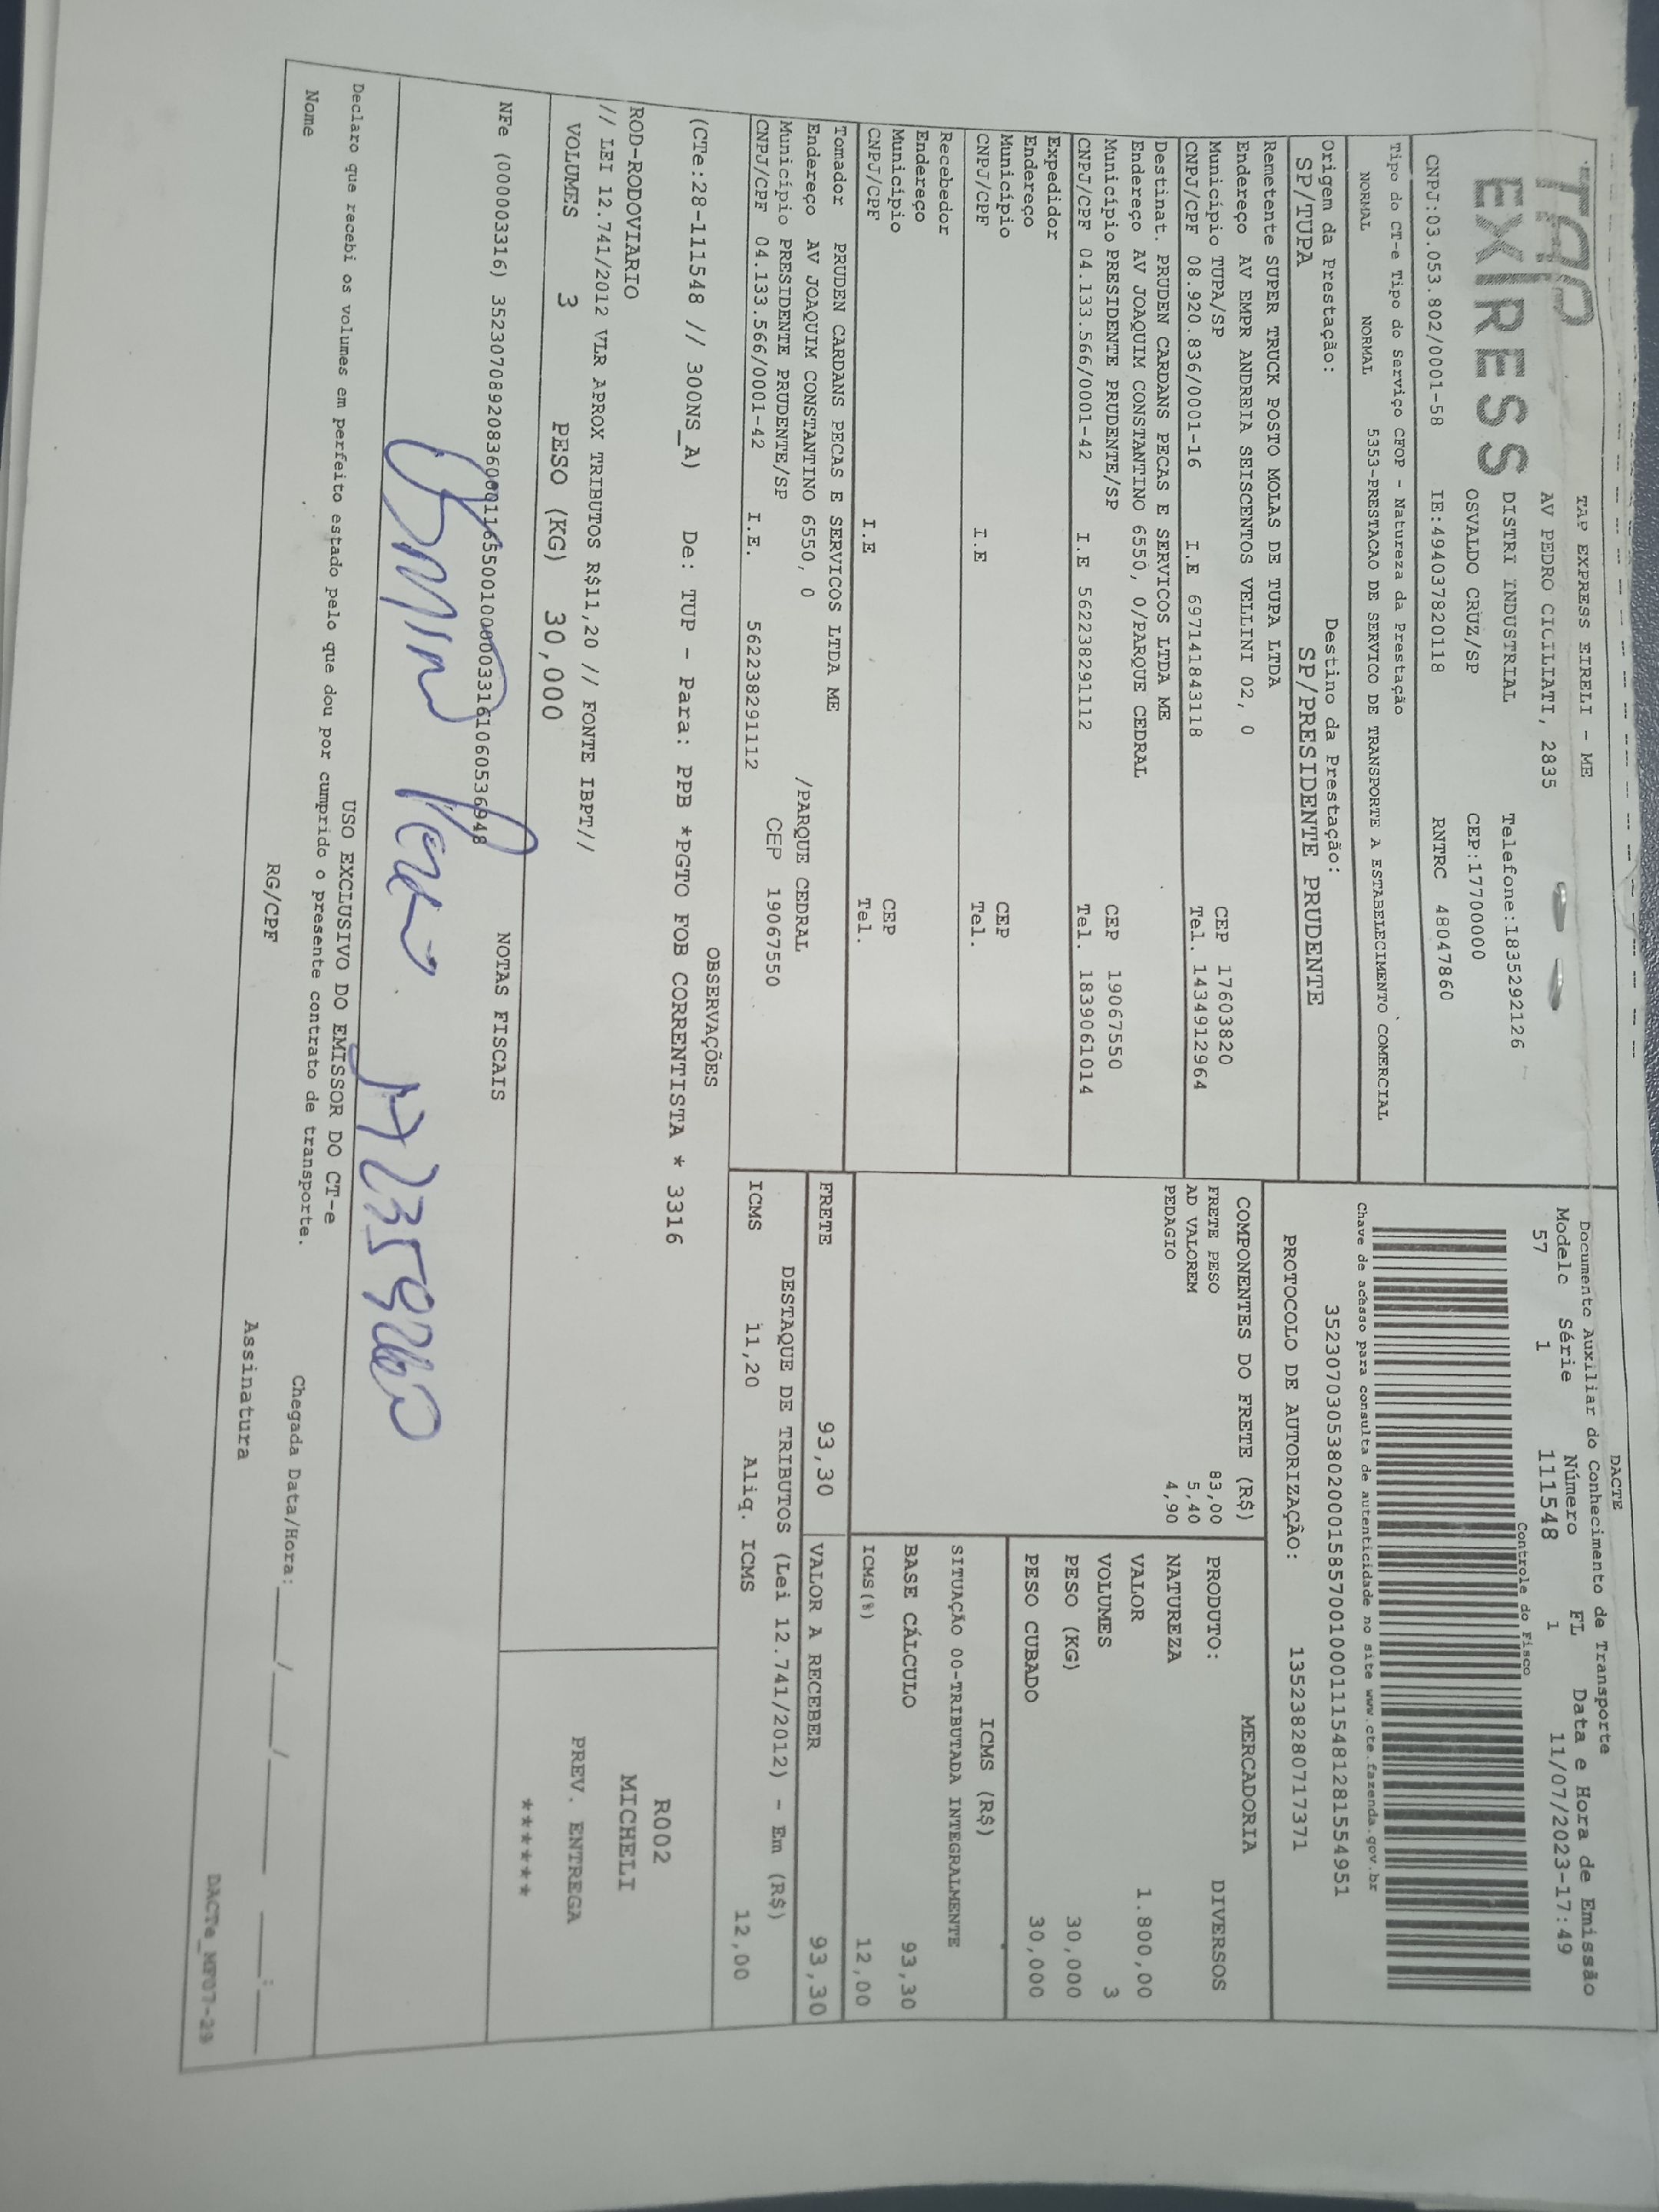 TAP
EXPRESS
TAP EXPRESS EIRELI - ME
AV PEDRO CICILIATI, 2835
DISTRI INDUSTRIAL Telefone:1835292126
OSVALDO CRUZ/SP CEP:17700000
CNPJ:03.053.802/0001-58 IE:494037820118 RNTRC 48047860
DACTE
Documento Auxiliar do Conhecimento de Transporte
Modelo Série Número FL Data e Hora de Emissão
57 1 111548 1 11/07/2023-17:49
Controle do Fisco
Chave de acesso para consulta de autenticidade no site www.cte.fazenda.gov.br
35230703053802000158570010001115481281554951
PROTOCOLO DE AUTORIZAÇÃO: 135238280717371
Tipo do CT-e Tipo do Serviço CFOP - Natureza da Prestação
NORMAL NORMAL 5353-PRESTACAO DE SERVICO DE TRANSPORTE A ESTABELECIMENTO COMERCIAL
Origem da Prestação: Destino da Prestação:
SP/TUPA SP/PRESIDENTE PRUDENTE
Remetente SUPER TRUCK POSTO MOLAS DE TUPA LTDA
Endereço AV EMPR ANDREIA SEISCENTOS VELLINI 02, 0
Município TUPA/SP CEP 17603820
CNPJ/CPF 08.920.836/0001-16 I.E 697141843118 Tel. 1434912964
Destinat. PRUDEN CARDANS PECAS E SERVICOS LTDA ME
Endereço AV JOAQUIM CONSTANTINO 6550, 0/PARQUE CEDRAL
Município PRESIDENTE PRUDENTE/SP CEP 19067550
CNPJ/CPF 04.133.566/0001-42 I.E 562238291112 Tel. 1839061014
Expedidor
Endereço
Município CEP
CNPJ/CPF I.E Tel.
Recebedor
Endereço
Município CEP
CNPJ/CPF I.E Tel.
Tomador PRUDEN CARDANS PECAS E SERVICOS LTDA ME
Endereço AV JOAQUIM CONSTANTINO 6550, 0 /PARQUE CEDRAL
Município PRESIDENTE PRUDENTE/SP CEP 19067550
CNPJ/CPF 04.133.566/0001-42 I.E. 562238291112
COMPONENTES DO FRETE (R$)
FRETE PESO 83,00
AD VALOREM 5,40
PEDAGIO 4,90
MERCADORIA
PRODUTO: DIVERSOS
NATUREZA
VALOR 1.800,00
VOLUMES 3
PESO (KG) 30,000
PESO CUBADO 30,000
ICMS (R$)
SITUAÇÃO 00-TRIBUTADA INTEGRALMENTE
BASE CÁLCULO 93,30
ICMS(%) 12,00
FRETE 93,30 VALOR A RECEBER 93,30
DESTAQUE DE TRIBUTOS (Lei 12.741/2012) - Em (R$)
ICMS 11,20 Aliq. ICMS 12,00
OBSERVAÇÕES
(CTe:28-111548 // 300NS_A) De: TUP - Para: PPB *PGTO FOB CORRENTISTA * 3316
ROD-RODOVIARIO
// LEI 12.741/2012 VLR APROX TRIBUTOS R$11,20 // FONTE IBPT//
VOLUMES 3 PESO (KG) 30,000
R002
MICHELI
PREV. ENTREGA
******
NOTAS FISCAIS
NFe (000003316) 35230708920836000116550010000033161060536948
USO EXCLUSIVO DO EMISSOR DO CT-e
Declaro que recebi os volumes em perfeito estado pelo que dou por cumprido o presente contrato de transporte.
Nome RG/CPF Assinatura Chegada Data/Hora:____/____/______ ____:____
DACTe_MF07-29